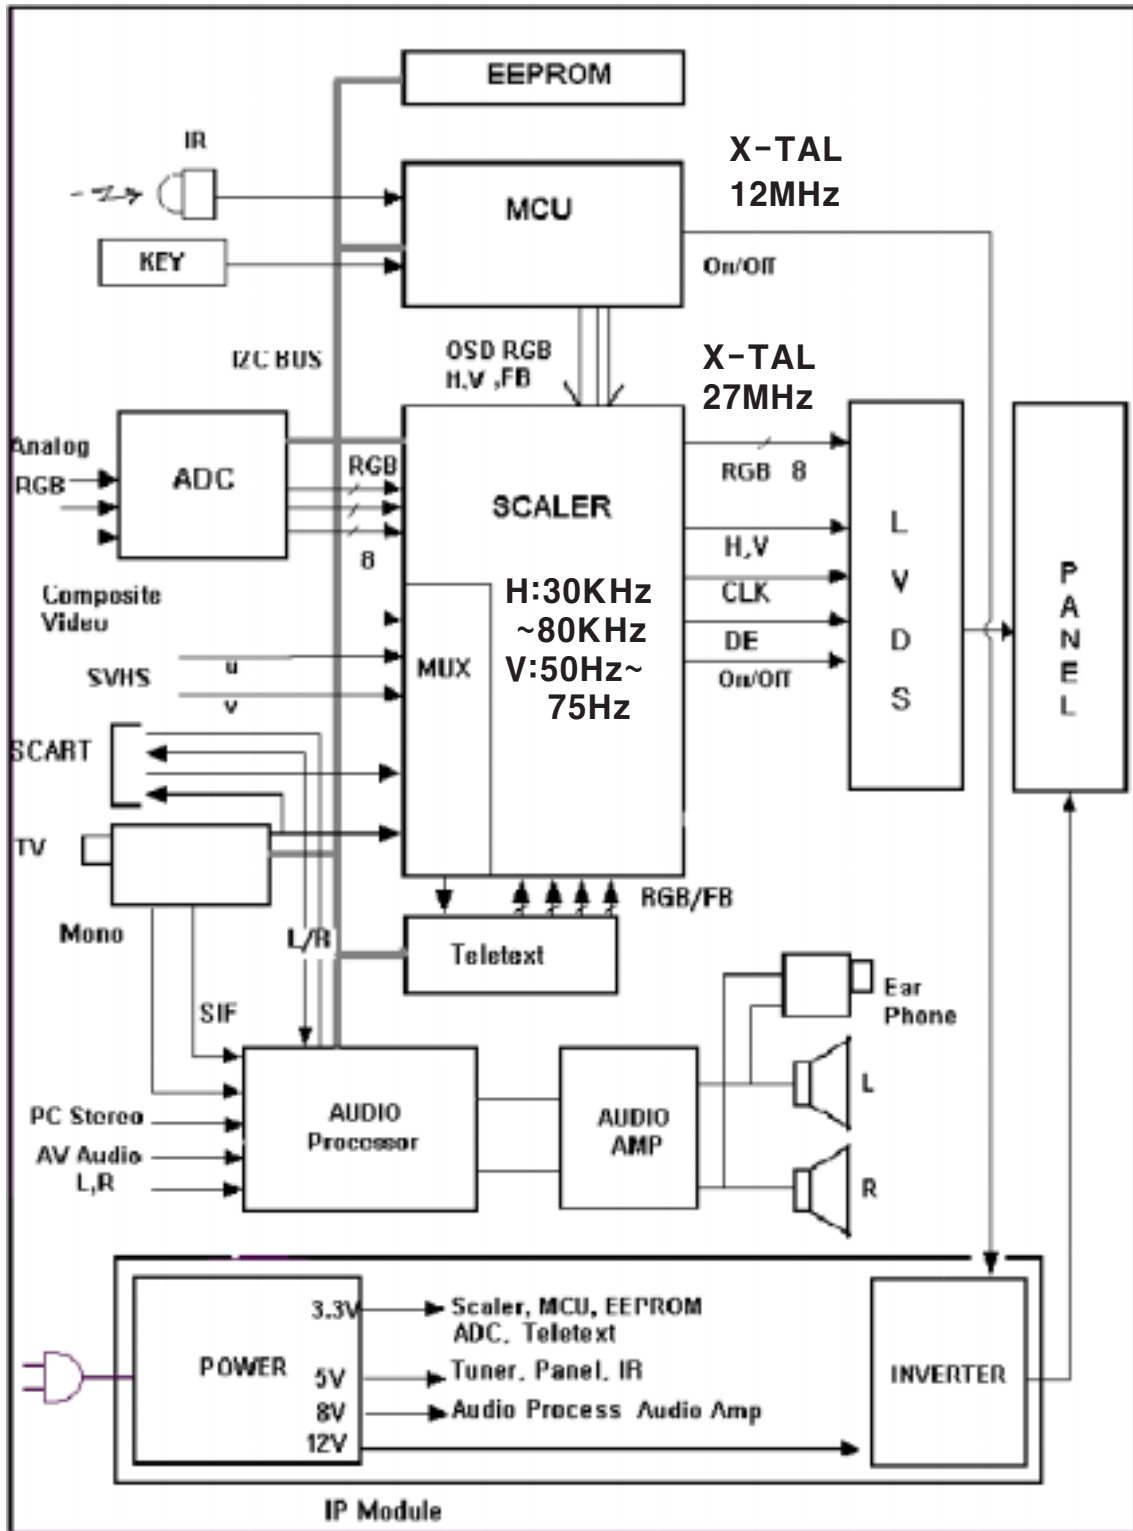 EEPROM
IR
X-TAL
12MHz
MCU
KEY
On/Off
I2C BUS
OSD RGB
H,V ,FB
X-TAL
27MHz
Analog
RGB
ADC
RGB
8
SCALER
RGB 8
H,V
CLK
DE
On/Off
L
V
D
S
P
A
N
E
L
Composite
Video
H:30KHz
~80KHz
V:50Hz~
75Hz
MUX
SVHS
u
v
SCART
TV
Mono
L/R
RGB/FB
Teletext
SIF
Ear
Phone
L
PC Stereo
AV Audio
L,R
AUDIO
Processor
AUDIO
AMP
R
3.3V
Scaler, MCU, EEPROM
ADC, Teletext
POWER
5V
Tuner, Panel, IR
8V
Audio Process Audio Amp
12V
INVERTER
IP Module